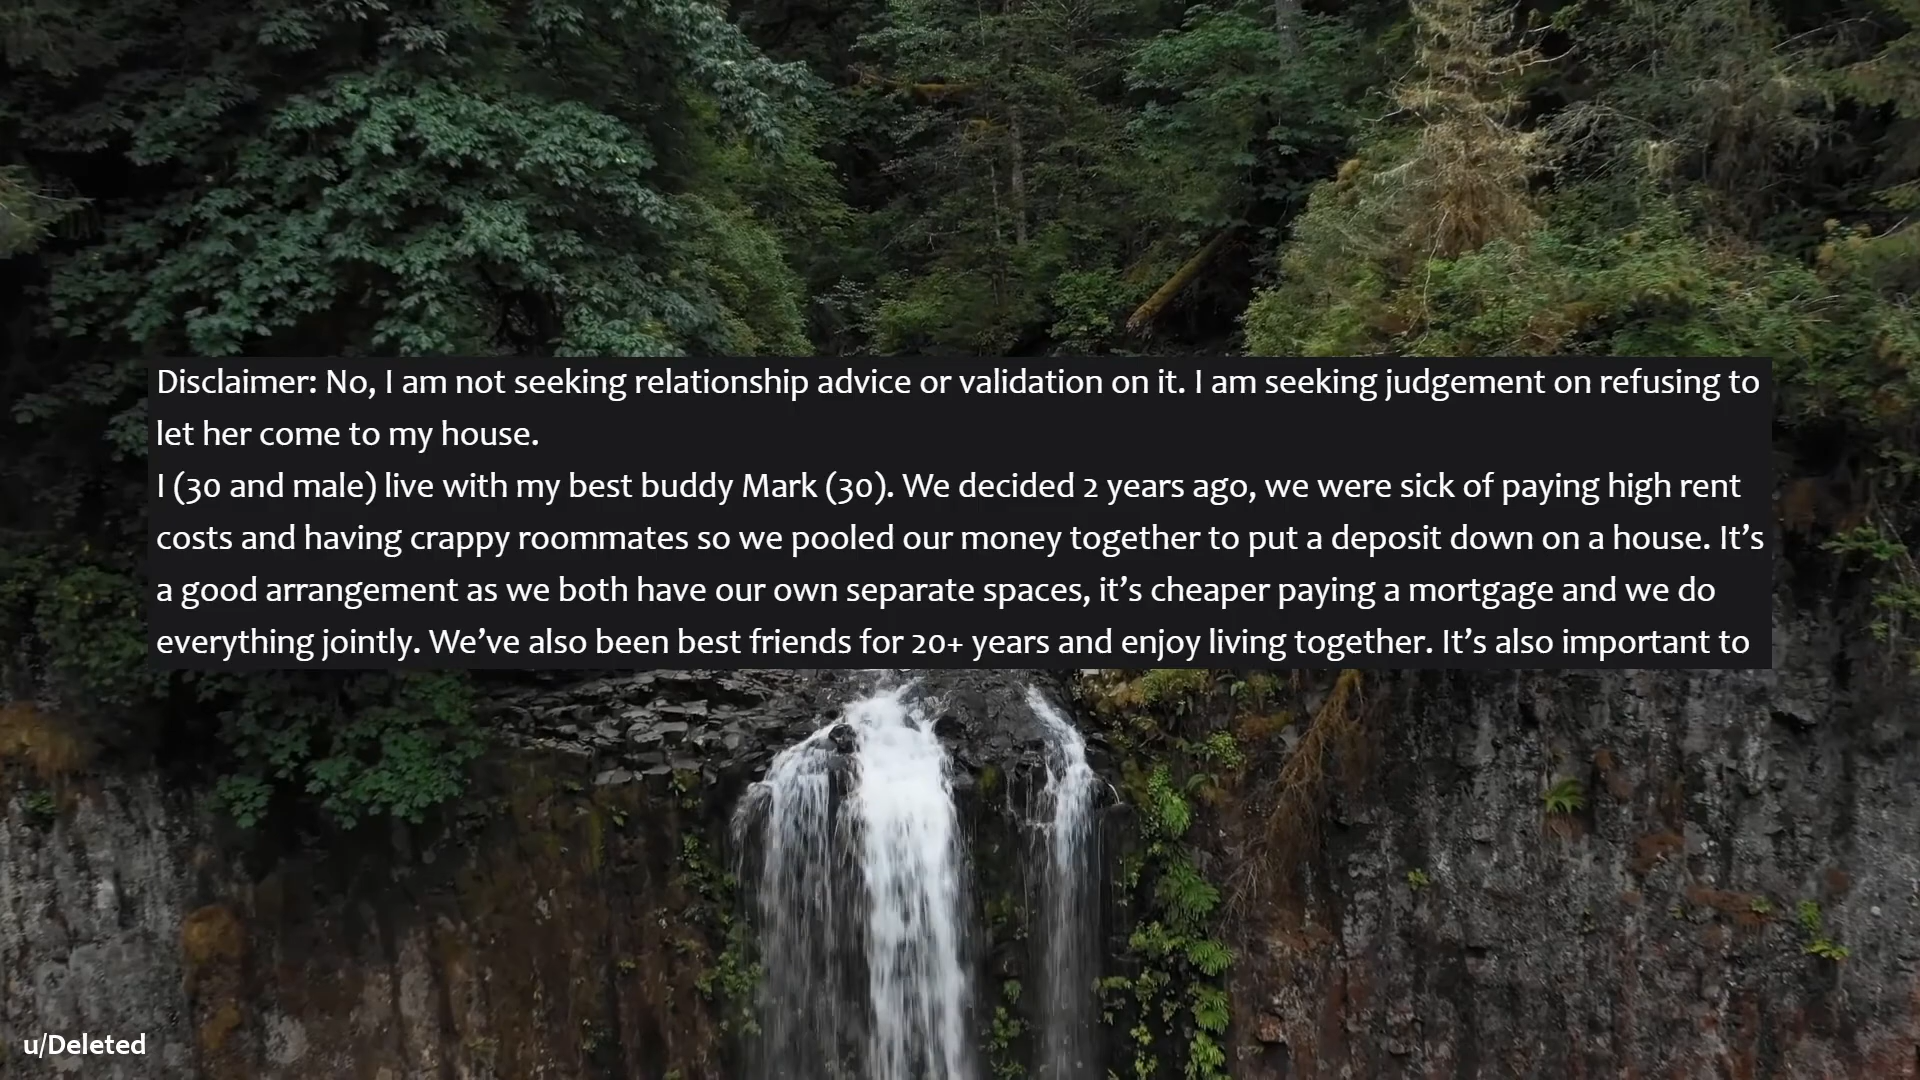 Disclaimer: No, I am not seeking relationship advice or validation on it. I am seeking judgement on refusing to
let her come to my house.
I (30 and male) live with my best buddy Mark (30). We decided 2 years ago, we were sick of paying high rent
costs and having crappy roommates so we pooled our money together to put a deposit down on a house. It’s
a good arrangement as we both have our own separate spaces, it’s cheaper paying a mortgage and we do
everything jointly. We’ve also been best friends for 20+ years and enjoy living together. It’s also important to
u/Deleted